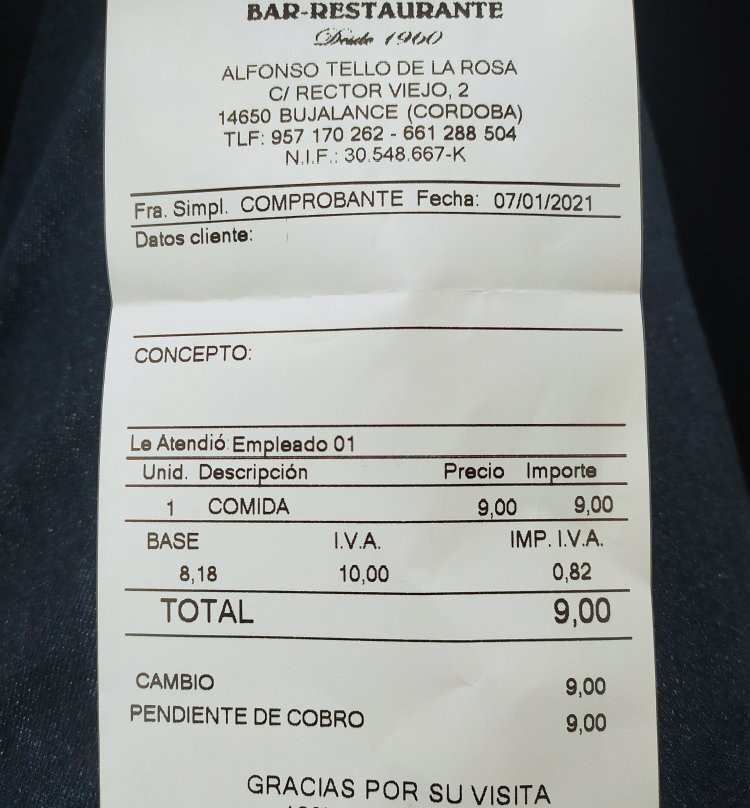 BAR-RESTAURANTE
Desde 1960
ALFONSO TELLO DE LA ROSA
C/ RECTOR VIEJO, 2
14650 BUJALANCE (CORDOBA)
TLF: 957 170 262 - 661 288 504
N.I.F.: 30.548.667-K
Fra. Simpl. COMPROBANTE Fecha: 07/01/2021
Datos cliente:
CONCEPTO:
Le Atendió Empleado 01
Unid. Descripción Precio Importe
1 COMIDA 9,00 9,00
BASE I.V.A. IMP. I.V.A.
8,18 10,00 0,82
TOTAL 9,00
CAMBIO 9,00
PENDIENTE DE COBRO 9,00
GRACIAS POR SU VISITA